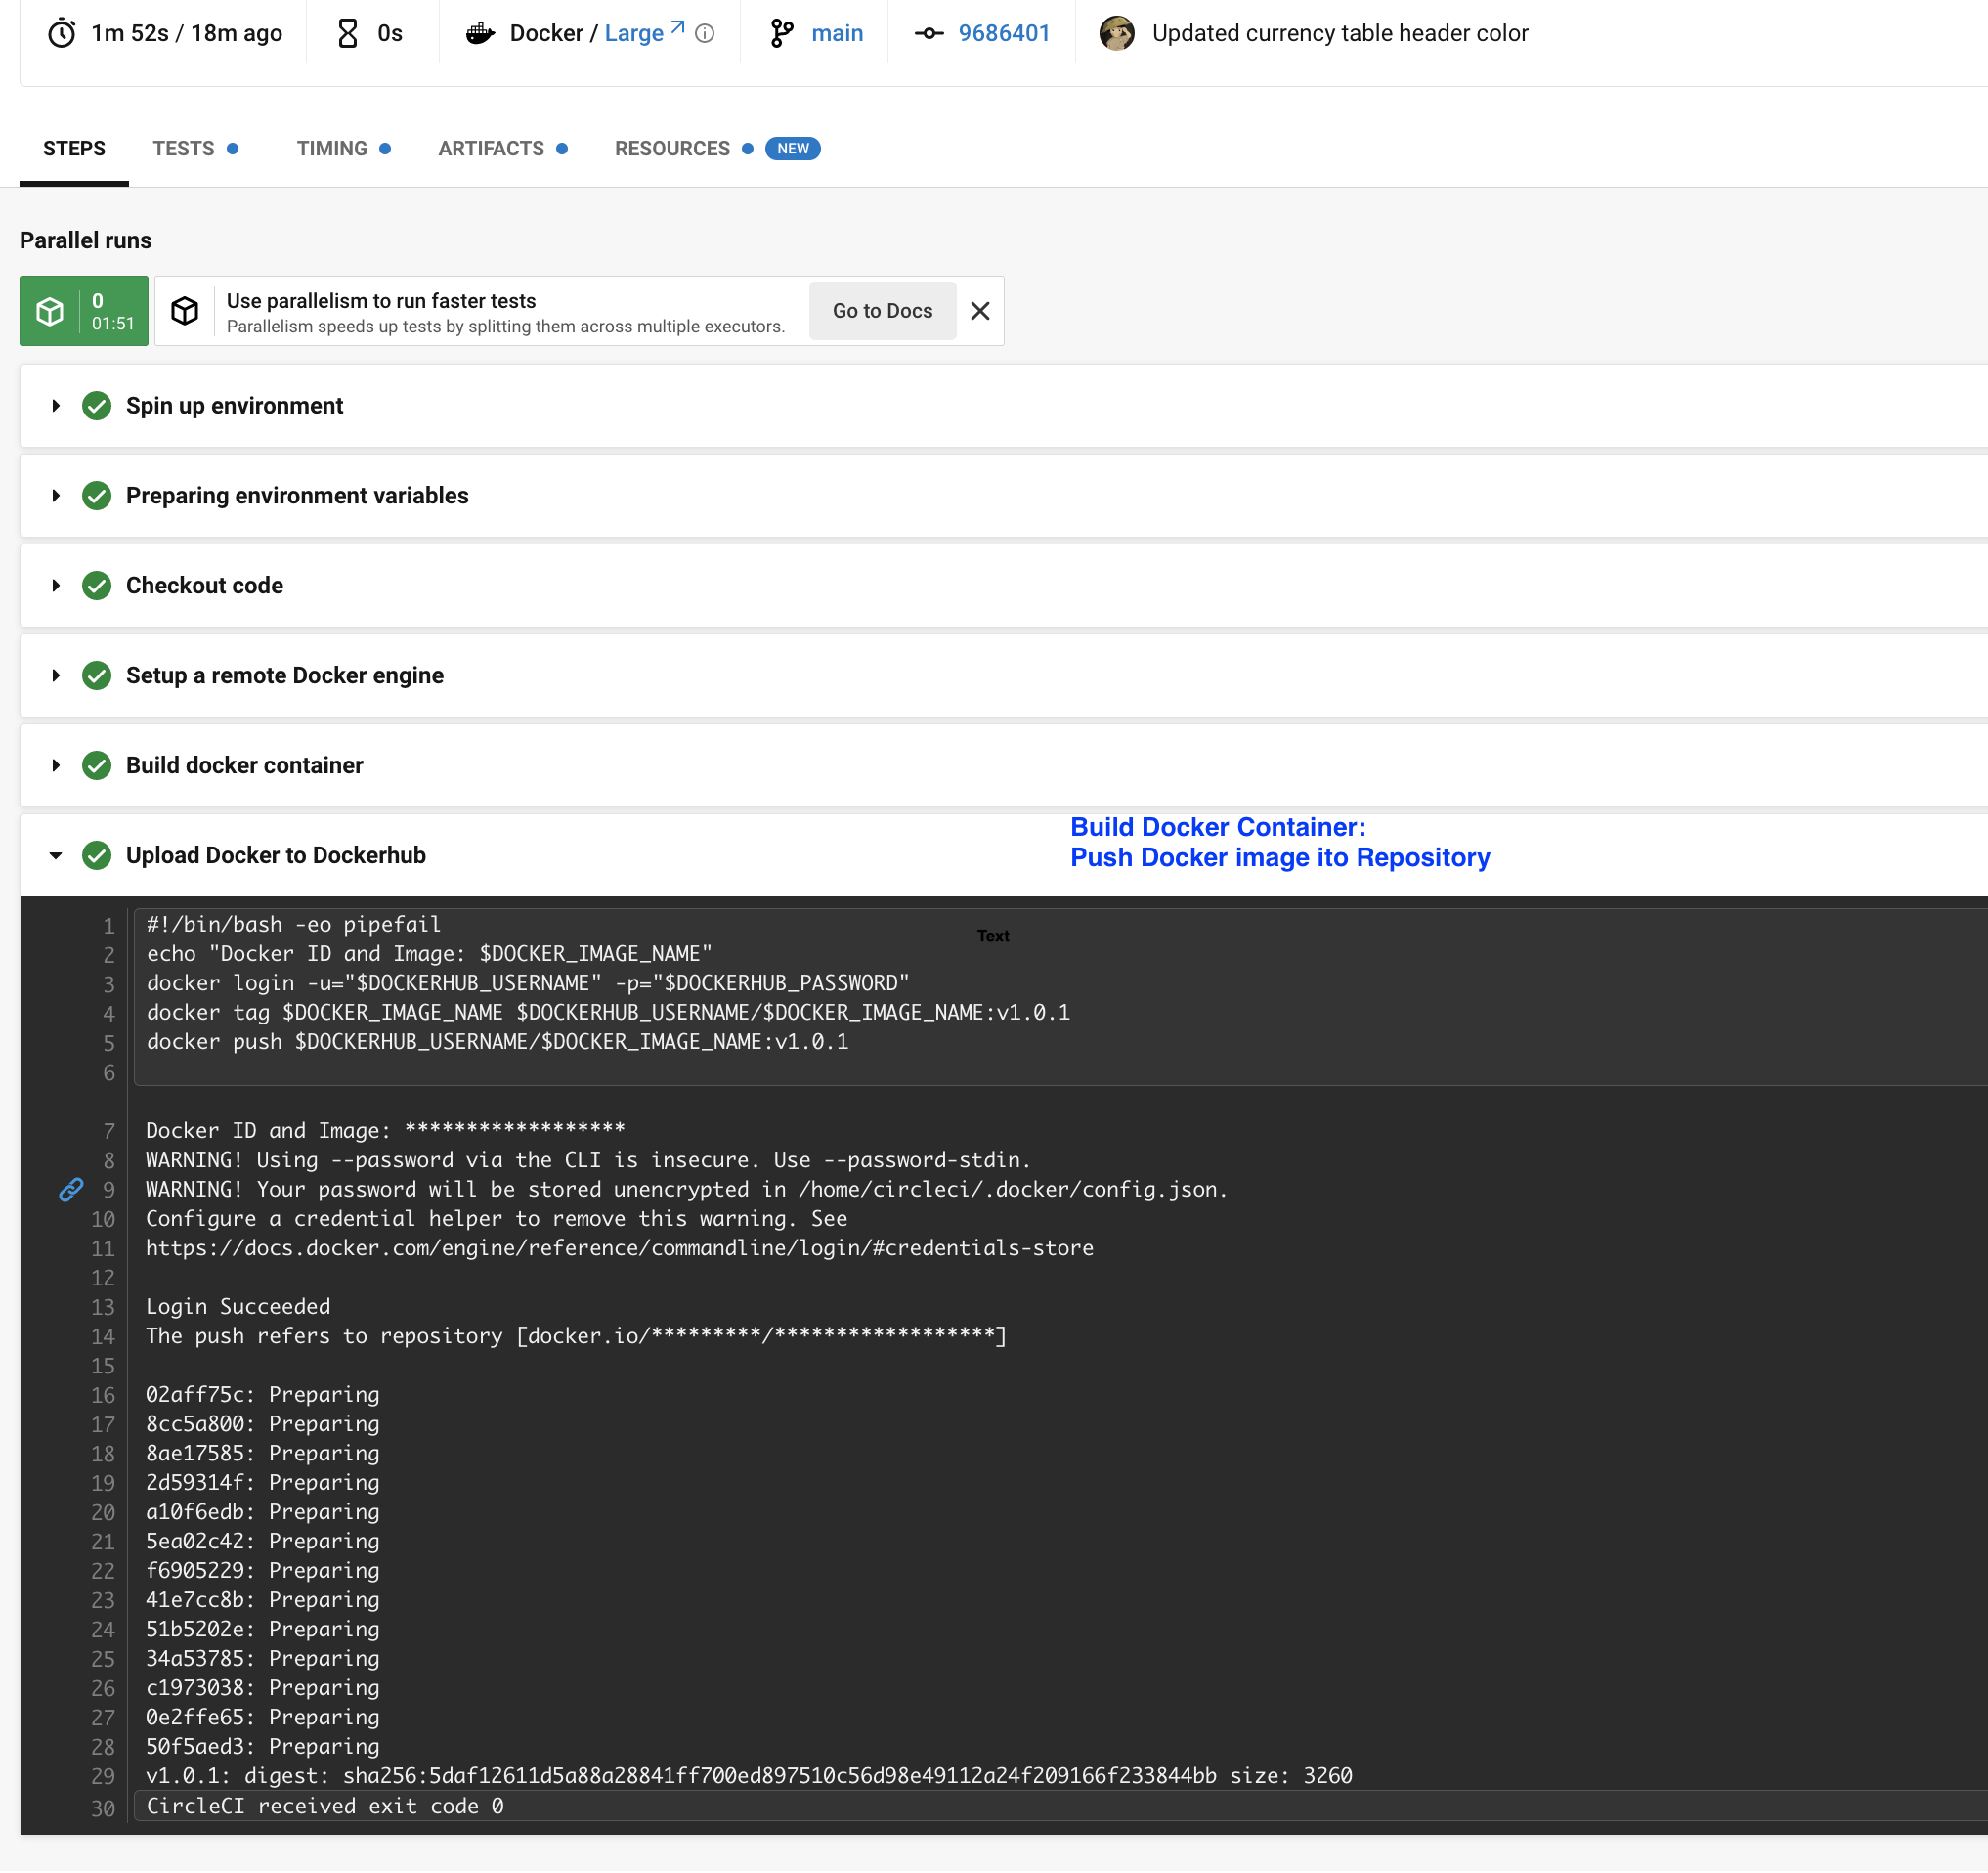 1m 52s / 18m ago 0s Docker / Large main 9686401 Updated currency table header color
STEPS TESTS TIMING ARTIFACTS RESOURCES NEW
Parallel runs
0
01:51
Use parallelism to run faster tests
Parallelism speeds up tests by splitting them across multiple executors.
Go to Docs
Spin up environment
Preparing environment variables
Checkout code
Setup a remote Docker engine
Build docker container
Build Docker Container:
Push Docker image ito Repository
Upload Docker to Dockerhub
Text
1 #!/bin/bash -eo pipefail
2 echo "Docker ID and Image: $DOCKER_IMAGE_NAME"
3 docker login -u="$DOCKERHUB_USERNAME" -p="$DOCKERHUB_PASSWORD"
4 docker tag $DOCKER_IMAGE_NAME $DOCKERHUB_USERNAME/$DOCKER_IMAGE_NAME:v1.0.1
5 docker push $DOCKERHUB_USERNAME/$DOCKER_IMAGE_NAME:v1.0.1
6
7 Docker ID and Image: ******************
8 WARNING! Using --password via the CLI is insecure. Use --password-stdin.
9 WARNING! Your password will be stored unencrypted in /home/circleci/.docker/config.json.
10 Configure a credential helper to remove this warning. See
11 https://docs.docker.com/engine/reference/commandline/login/#credentials-store
12
13 Login Succeeded
14 The push refers to repository [docker.io/*********/******************]
15
16 02aff75c: Preparing
17 8cc5a800: Preparing
18 8ae17585: Preparing
19 2d59314f: Preparing
20 a10f6edb: Preparing
21 5ea02c42: Preparing
22 f6905229: Preparing
23 41e7cc8b: Preparing
24 51b5202e: Preparing
25 34a53785: Preparing
26 c1973038: Preparing
27 0e2ffe65: Preparing
28 50f5aed3: Preparing
29 v1.0.1: digest: sha256:5daf12611d5a88a28841ff700ed897510c56d98e49112a24f209166f233844bb size: 3260
30 CircleCI received exit code 0